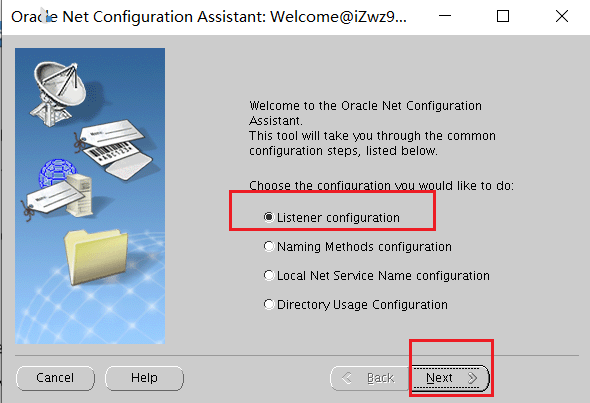 Oracle Net Configuration Assistant: Welcome@iZwz9...
Welcome to the Oracle Net Configuration
Assistant.
This tool will take you through the common
configuration steps, listed below.
Choose the configuration you would like to do:
Listener configuration
Naming Methods configuration
Local Net Service Name configuration
Directory Usage Configuration
Cancel
Help
Back
Next